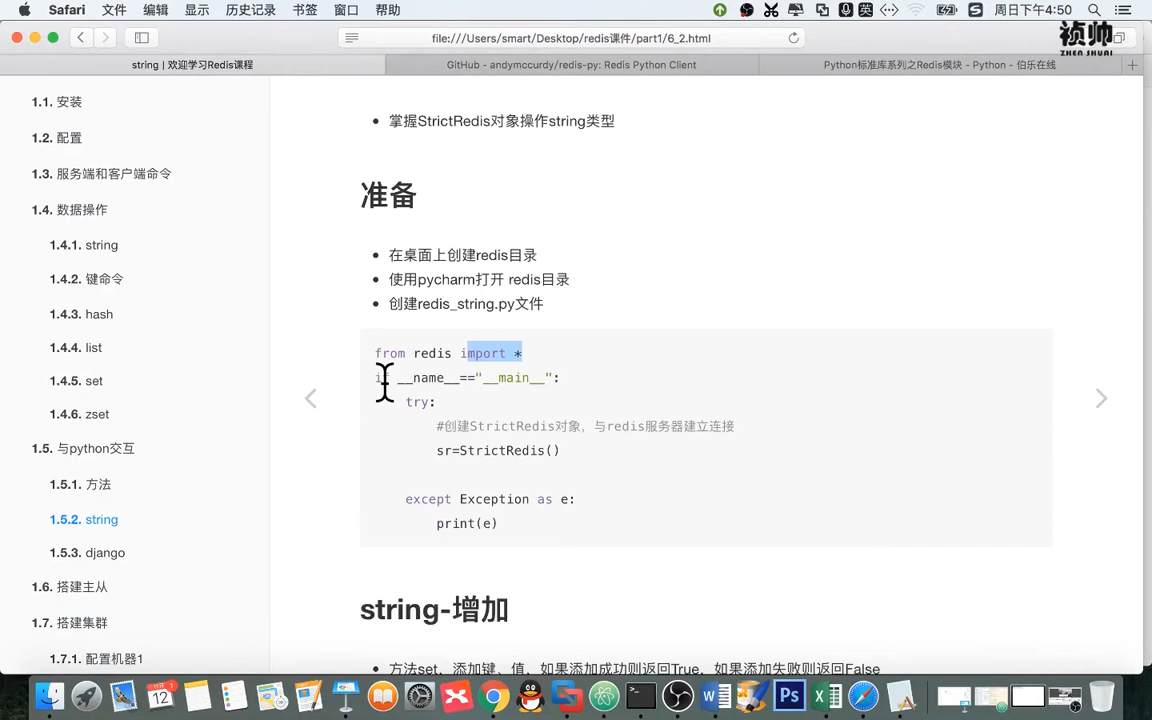 Safari 文件 编辑 显示 历史记录 书签 窗口 帮助 英 周日下午4:50
file:///Users/smart/Desktop/redis课件/part1/6_2.html
祯帅
ZHEN SHUAI
string | 欢迎学习Redis课程 GitHub - andymccurdy/redis-py: Redis Python Client Python标准库系列之Redis模块 - Python - 伯乐在线
1.1. 安装
1.2. 配置
1.3. 服务端和客户端命令
1.4. 数据操作
1.4.1. string
1.4.2. 键命令
1.4.3. hash
1.4.4. list
1.4.5. set
1.4.6. zset
1.5. 与python交互
1.5.1. 方法
1.5.2. string
1.5.3. django
1.6. 搭建主从
1.7. 搭建集群
1.7.1. 配置机器1
掌握StrictRedis对象操作string类型
准备
在桌面上创建redis目录
使用pycharm打开 redis目录
创建redis_string.py文件
from redis import *
if __name__=="__main__":
try:
#创建StrictRedis对象，与redis服务器建立连接
sr=StrictRedis()
except Exception as e:
print(e)
string-增加
方法set，添加键、值，如果添加成功则返回True，如果添加失败则返回False
12
W Ps X